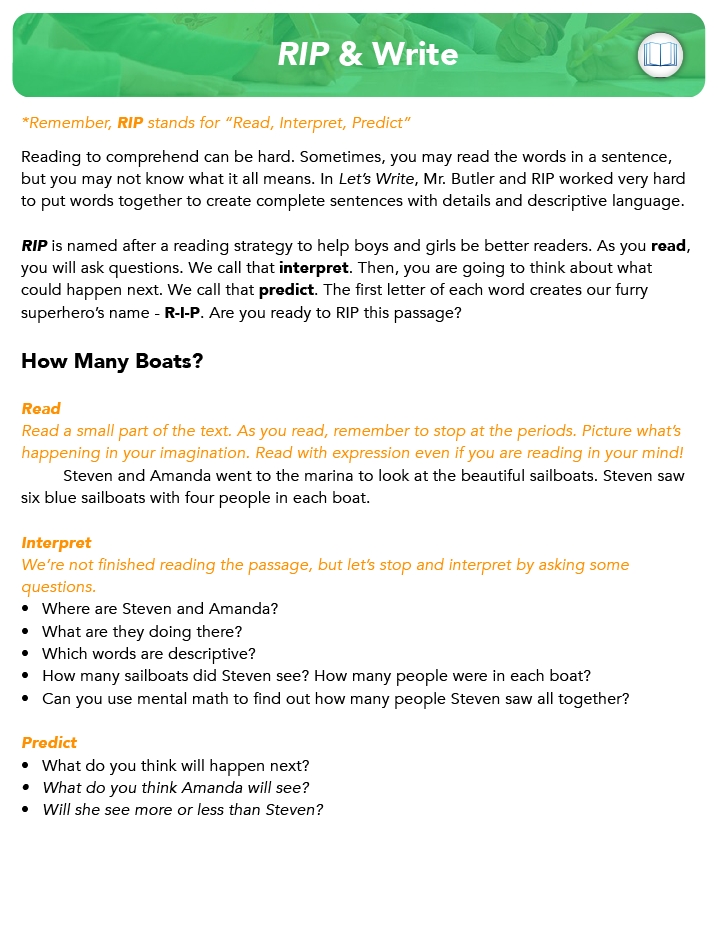 RIP & Write
*Remember, RIP stands for “Read, Interpret, Predict”
Reading to comprehend can be hard. Sometimes, you may read the words in a sentence,
but you may not know what it all means. In Let’s Write, Mr. Butler and RIP worked very hard
to put words together to create complete sentences with details and descriptive language.
RIP is named after a reading strategy to help boys and girls be better readers. As you read,
you will ask questions. We call that interpret. Then, you are going to think about what
could happen next. We call that predict. The first letter of each word creates our furry
superhero’s name - R-I-P. Are you ready to RIP this passage?
How Many Boats?
Read
Read a small part of the text. As you read, remember to stop at the periods. Picture what’s
happening in your imagination. Read with expression even if you are reading in your mind!
Steven and Amanda went to the marina to look at the beautiful sailboats. Steven saw
six blue sailboats with four people in each boat.
Interpret
We’re not finished reading the passage, but let’s stop and interpret by asking some
questions.
• Where are Steven and Amanda?
• What are they doing there?
• Which words are descriptive?
• How many sailboats did Steven see? How many people were in each boat?
• Can you use mental math to find out how many people Steven saw all together?
Predict
• What do you think will happen next?
• What do you think Amanda will see?
• Will she see more or less than Steven?